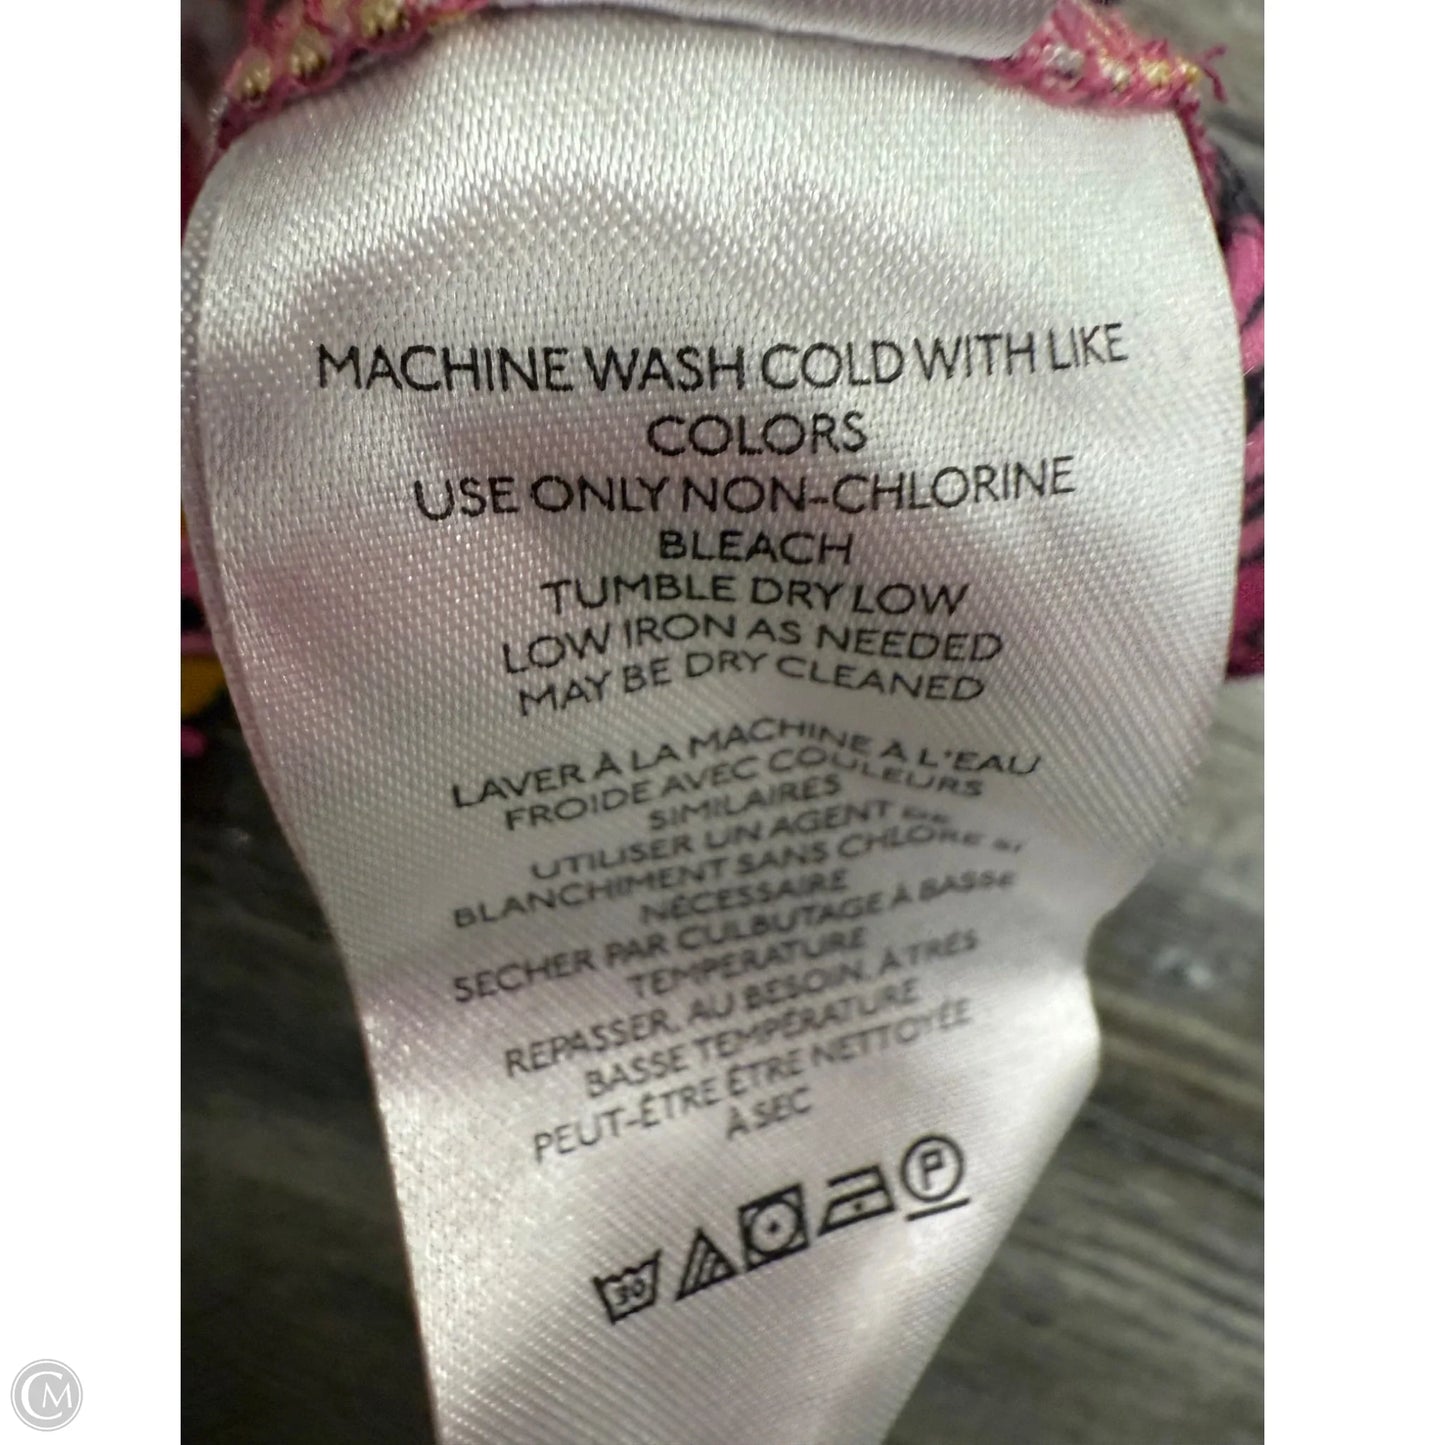 MACHINE WASH COLD WITH LIKE
COLORS
USE ONLY NON-CHLORINE
BLEACH
TUMBLE DRY LOW
LOW IRON AS NEEDED
MAY BE DRY CLEANED
LAVER À LA MACHINE A L'EAU
FROIDE AVEC COULEURS
SIMILAIRES
UTILISER UN AGENT DE
BLANCHIMENT SANS CHLORE SI
NÉCESSAIRE
SECHER PAR CULBUTAGE À BASSE
TEMPERATURE
REPASSER, AU BESOIN, À TRÉS
BASSE TEMPÉRATURE
PEUT-ÊTRE ÊTRE NETTOYÉE
À SEC
30 P
CM